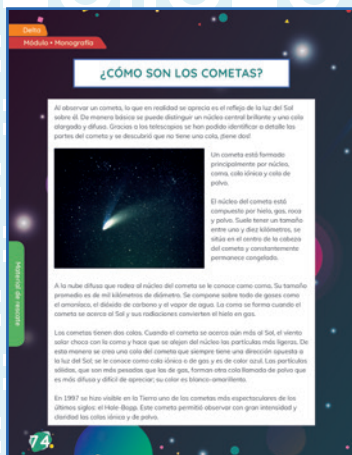 Delta
Módulo • Monografía
¿CÓMO SON LOS COMETAS?
Al observar un cometa, lo que en realidad se aprecia es el reflejo de la luz del Sol
sobre él. De manera básica se puede distinguir un núcleo central brillante y una cola
alargada y difusa. Gracias a los telescopios se han podido identificar a detalle las
partes del cometa y se descubrió que no tiene una cola, ¡tiene dos!
Un cometa está formado
principalmente por núcleo,
coma, cola iónica y cola de
polvo.
El núcleo del cometa está
compuesto por hielo, gas, roca
y polvo. Suele tener un tamaño
entre uno y diez kilómetros, se
sitúa en el centro de la cabeza
del cometa y constantemente
permanece congelado.
A la nube difusa que rodea al núcleo del cometa se le conoce como coma. Su tamaño
promedio es de mil kilómetros de diámetro. Se compone sobre todo de gases como
el amoniaco, el dióxido de carbono y el vapor de agua. La coma se forma cuando el
cometa se acerca al Sol y sus radiaciones convierten el hielo en gas.
Los cometas tienen dos colas. Cuando el cometa se acerca aún más al Sol, el viento
solar choca con la coma y hace que se alejen del núcleo las partículas más ligeras. De
esta manera se crea una cola del cometa que siempre tiene una dirección opuesta a
la luz del Sol; se le conoce como cola iónica o de gas y es de color azul. Las partículas
sólidas, que son más pesadas que las de gas, forman otra cola llamada de polvo que
es más difusa y difícil de apreciar; su color es blanco-amarillento.
En 1997 se hizo visible en la Tierra uno de los cometas más espectaculares de los
últimos siglos: el Hale-Bopp. Este cometa permitió observar con gran intensidad y
claridad las colas iónica y de polvo.
Material de rescate
74